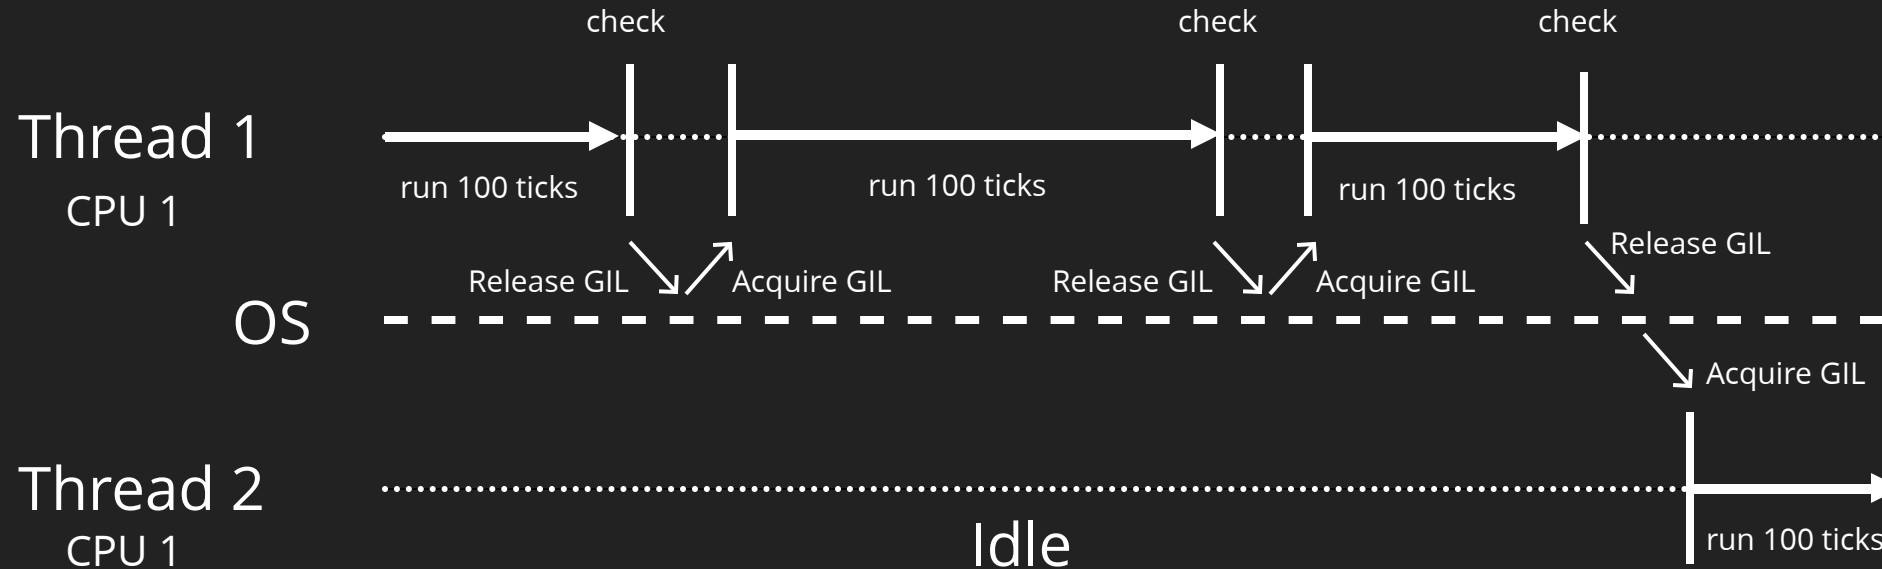 check
check
check
Thread 1
run 100 ticks
run 100 ticks
run 100 ticks
CPU 1
Release GIL
Acquire GIL
Release GIL
Acquire GIL
Release GIL
OS
Acquire GIL
Thread 2
CPU 1
Idle
run 100 ticks